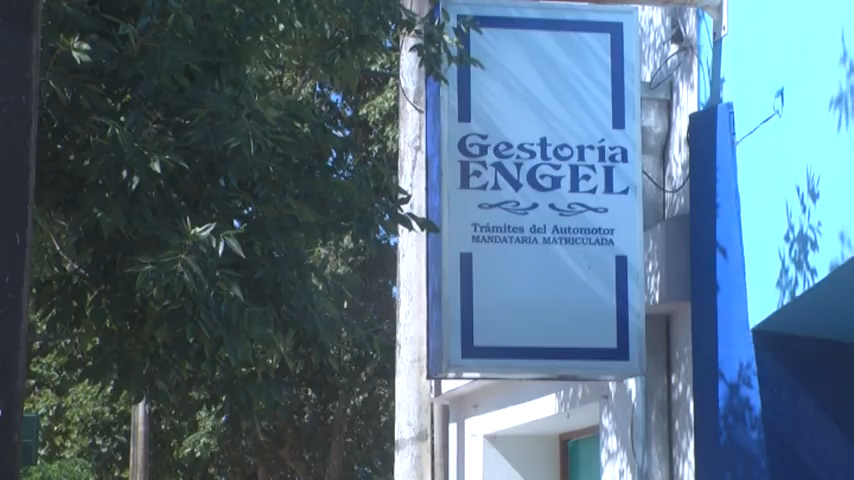 Gestoría
ENGEL
Trámites del Automotor
MANDATARIA MATRICULADA